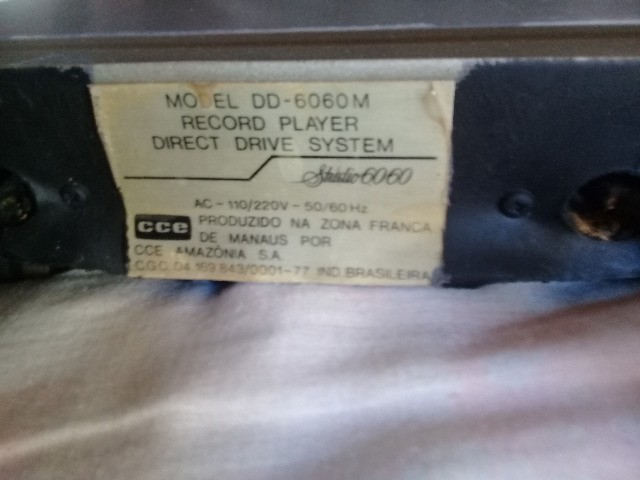 MODEL DD-6060M
RECORD PLAYER
DIRECT DRIVE SYSTEM
Studio 6060
AC - 110/220V - 50/60 Hz
cce PRODUZIDO NA ZONA FRANCA
DE MANAUS POR
CCE AMAZÔNIA S.A.
C.G.C. 04.169.843/0001-77 IND. BRASILEIRA